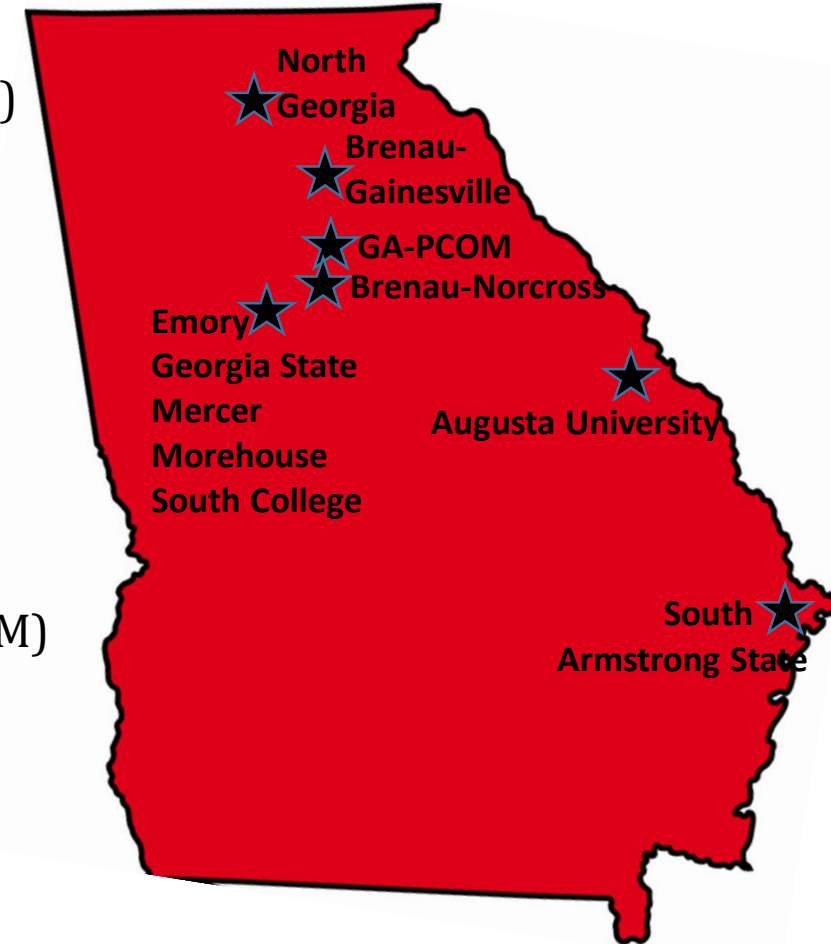 North
)
Georgia
Brenau-
Gainesville
GA-PCOM
Brenau-Norcross
Emory
Georgia State
Mercer
Morehouse
South College
Augusta University
South
M)
Armstrong State